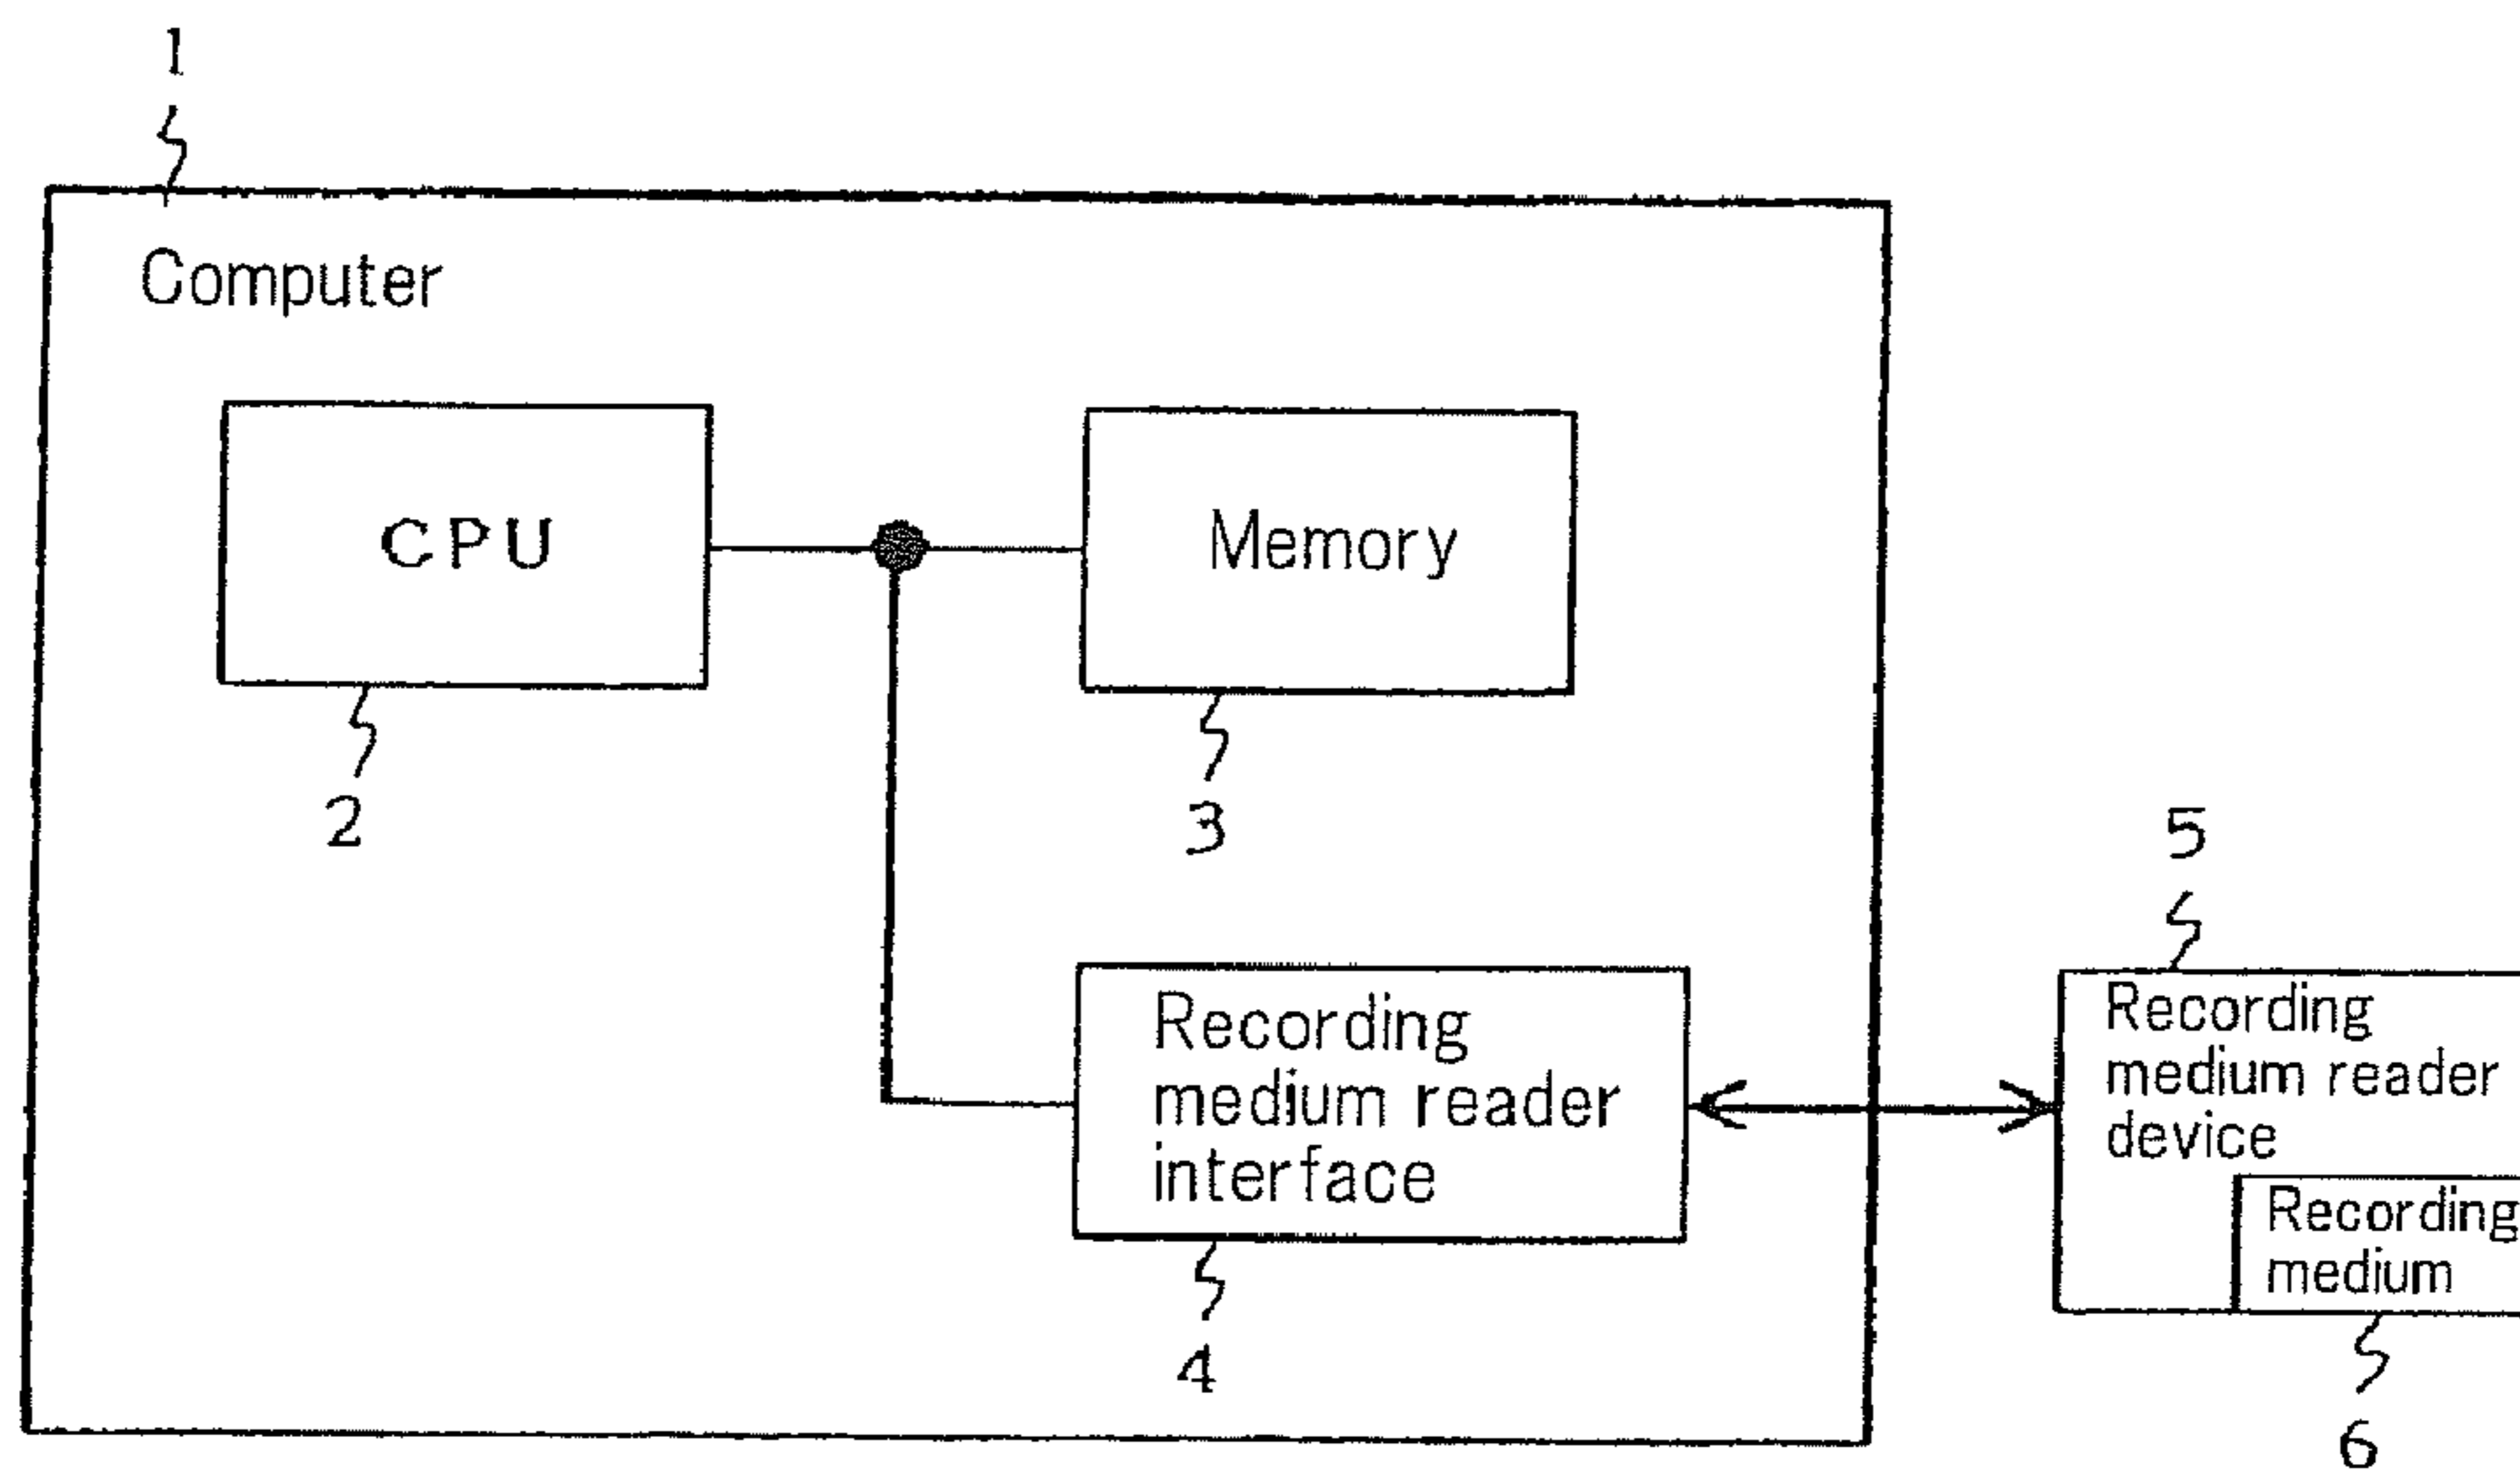 1
Computer
CPU
Memory
2
3
Recording
medium reader
interface
4
5
Recording
medium reader
device
Recording
medium
6